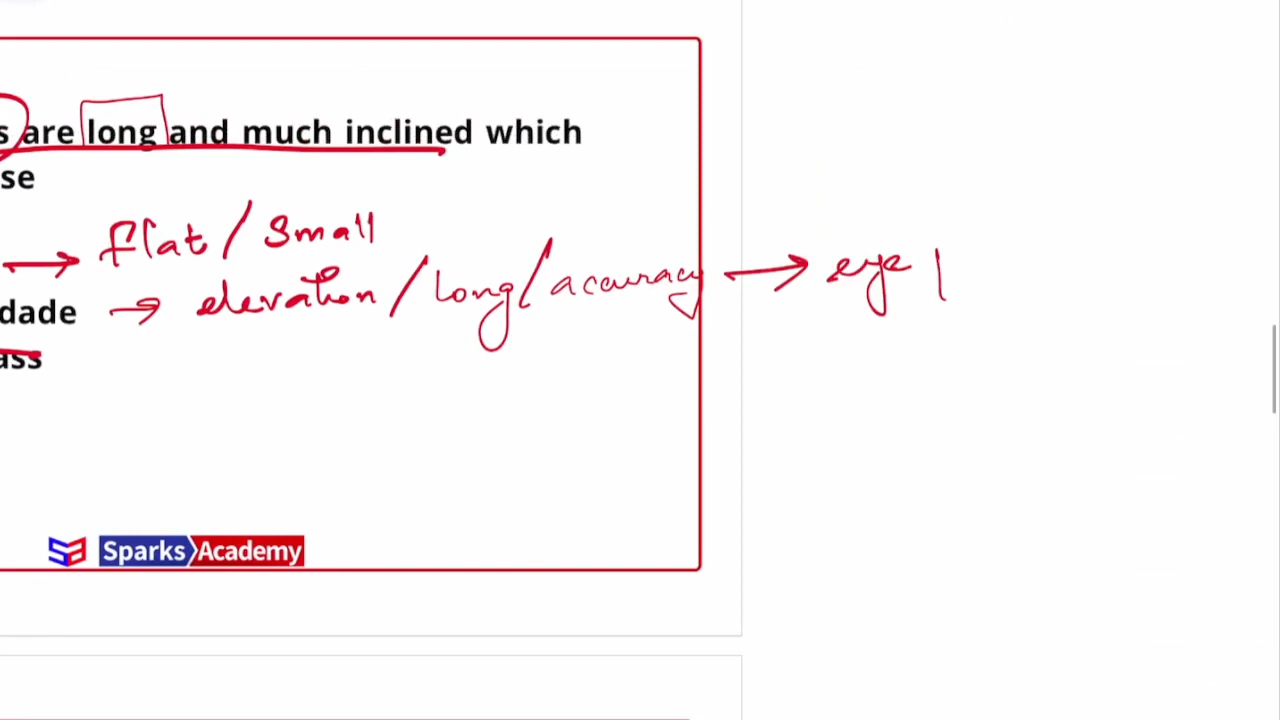 s are long and much inclined which
se
→ flat / small
→ elevation / long / accuracy → eye |
dade
ass
Sparks Academy